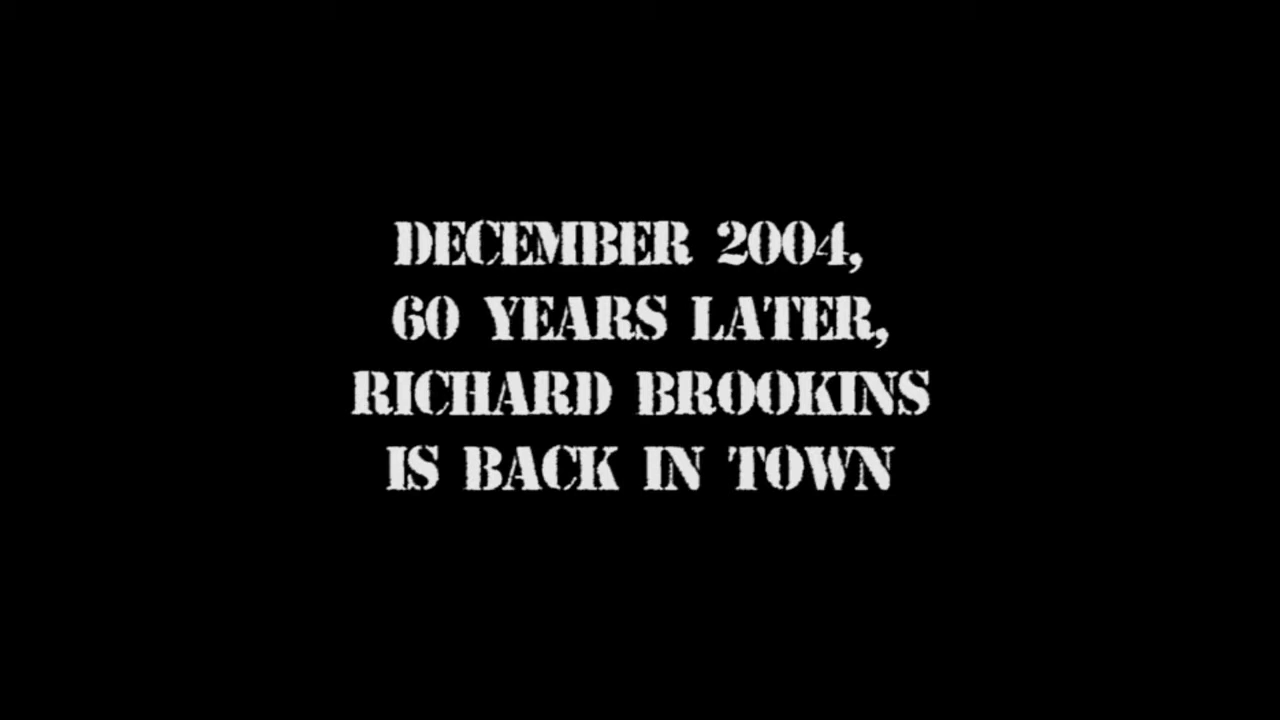 DECEMBER 2004,
60 YEARS LATER,
RICHARD BROOKINS
IS BACK IN TOWN